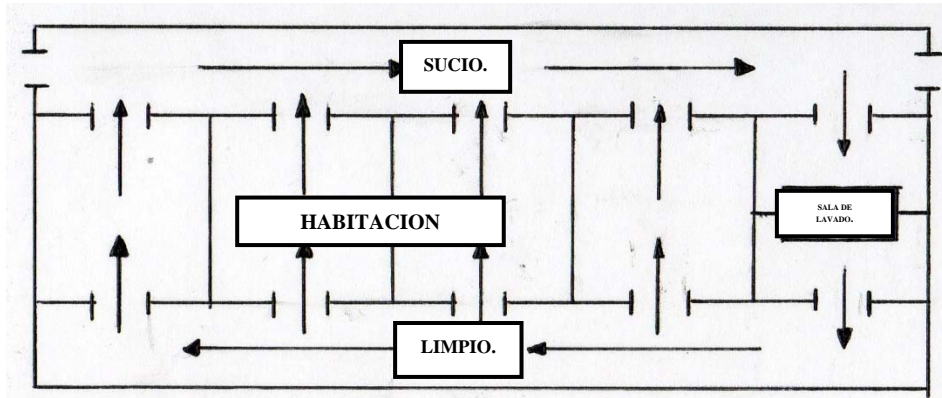 SUCIO.
HABITACION
SALA DE
LAVADO.
LIMPIO.